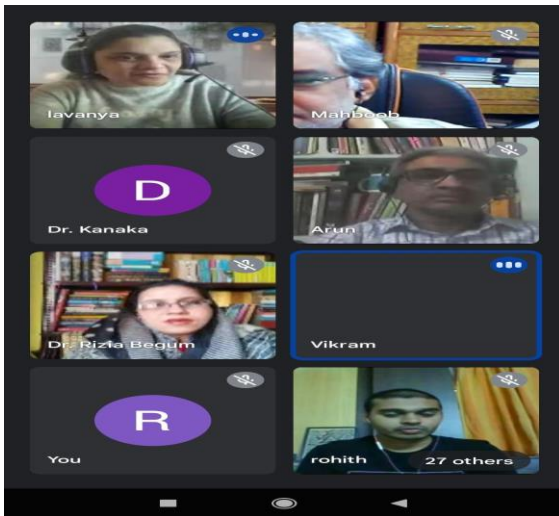 lavanya
Mahboob
D
Dr. Kanaka
Arun
Dr. Rizia Begum
Vikram
R
You
rohith
27 others